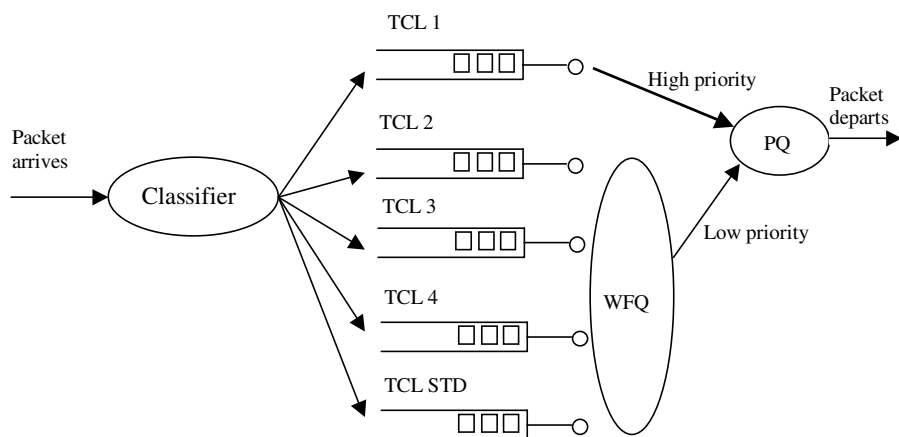 TCL 1
High priority
Packet
departs
PQ
Packet
arrives
Classifier
TCL 2
TCL 3
Low priority
WFQ
TCL 4
TCL STD